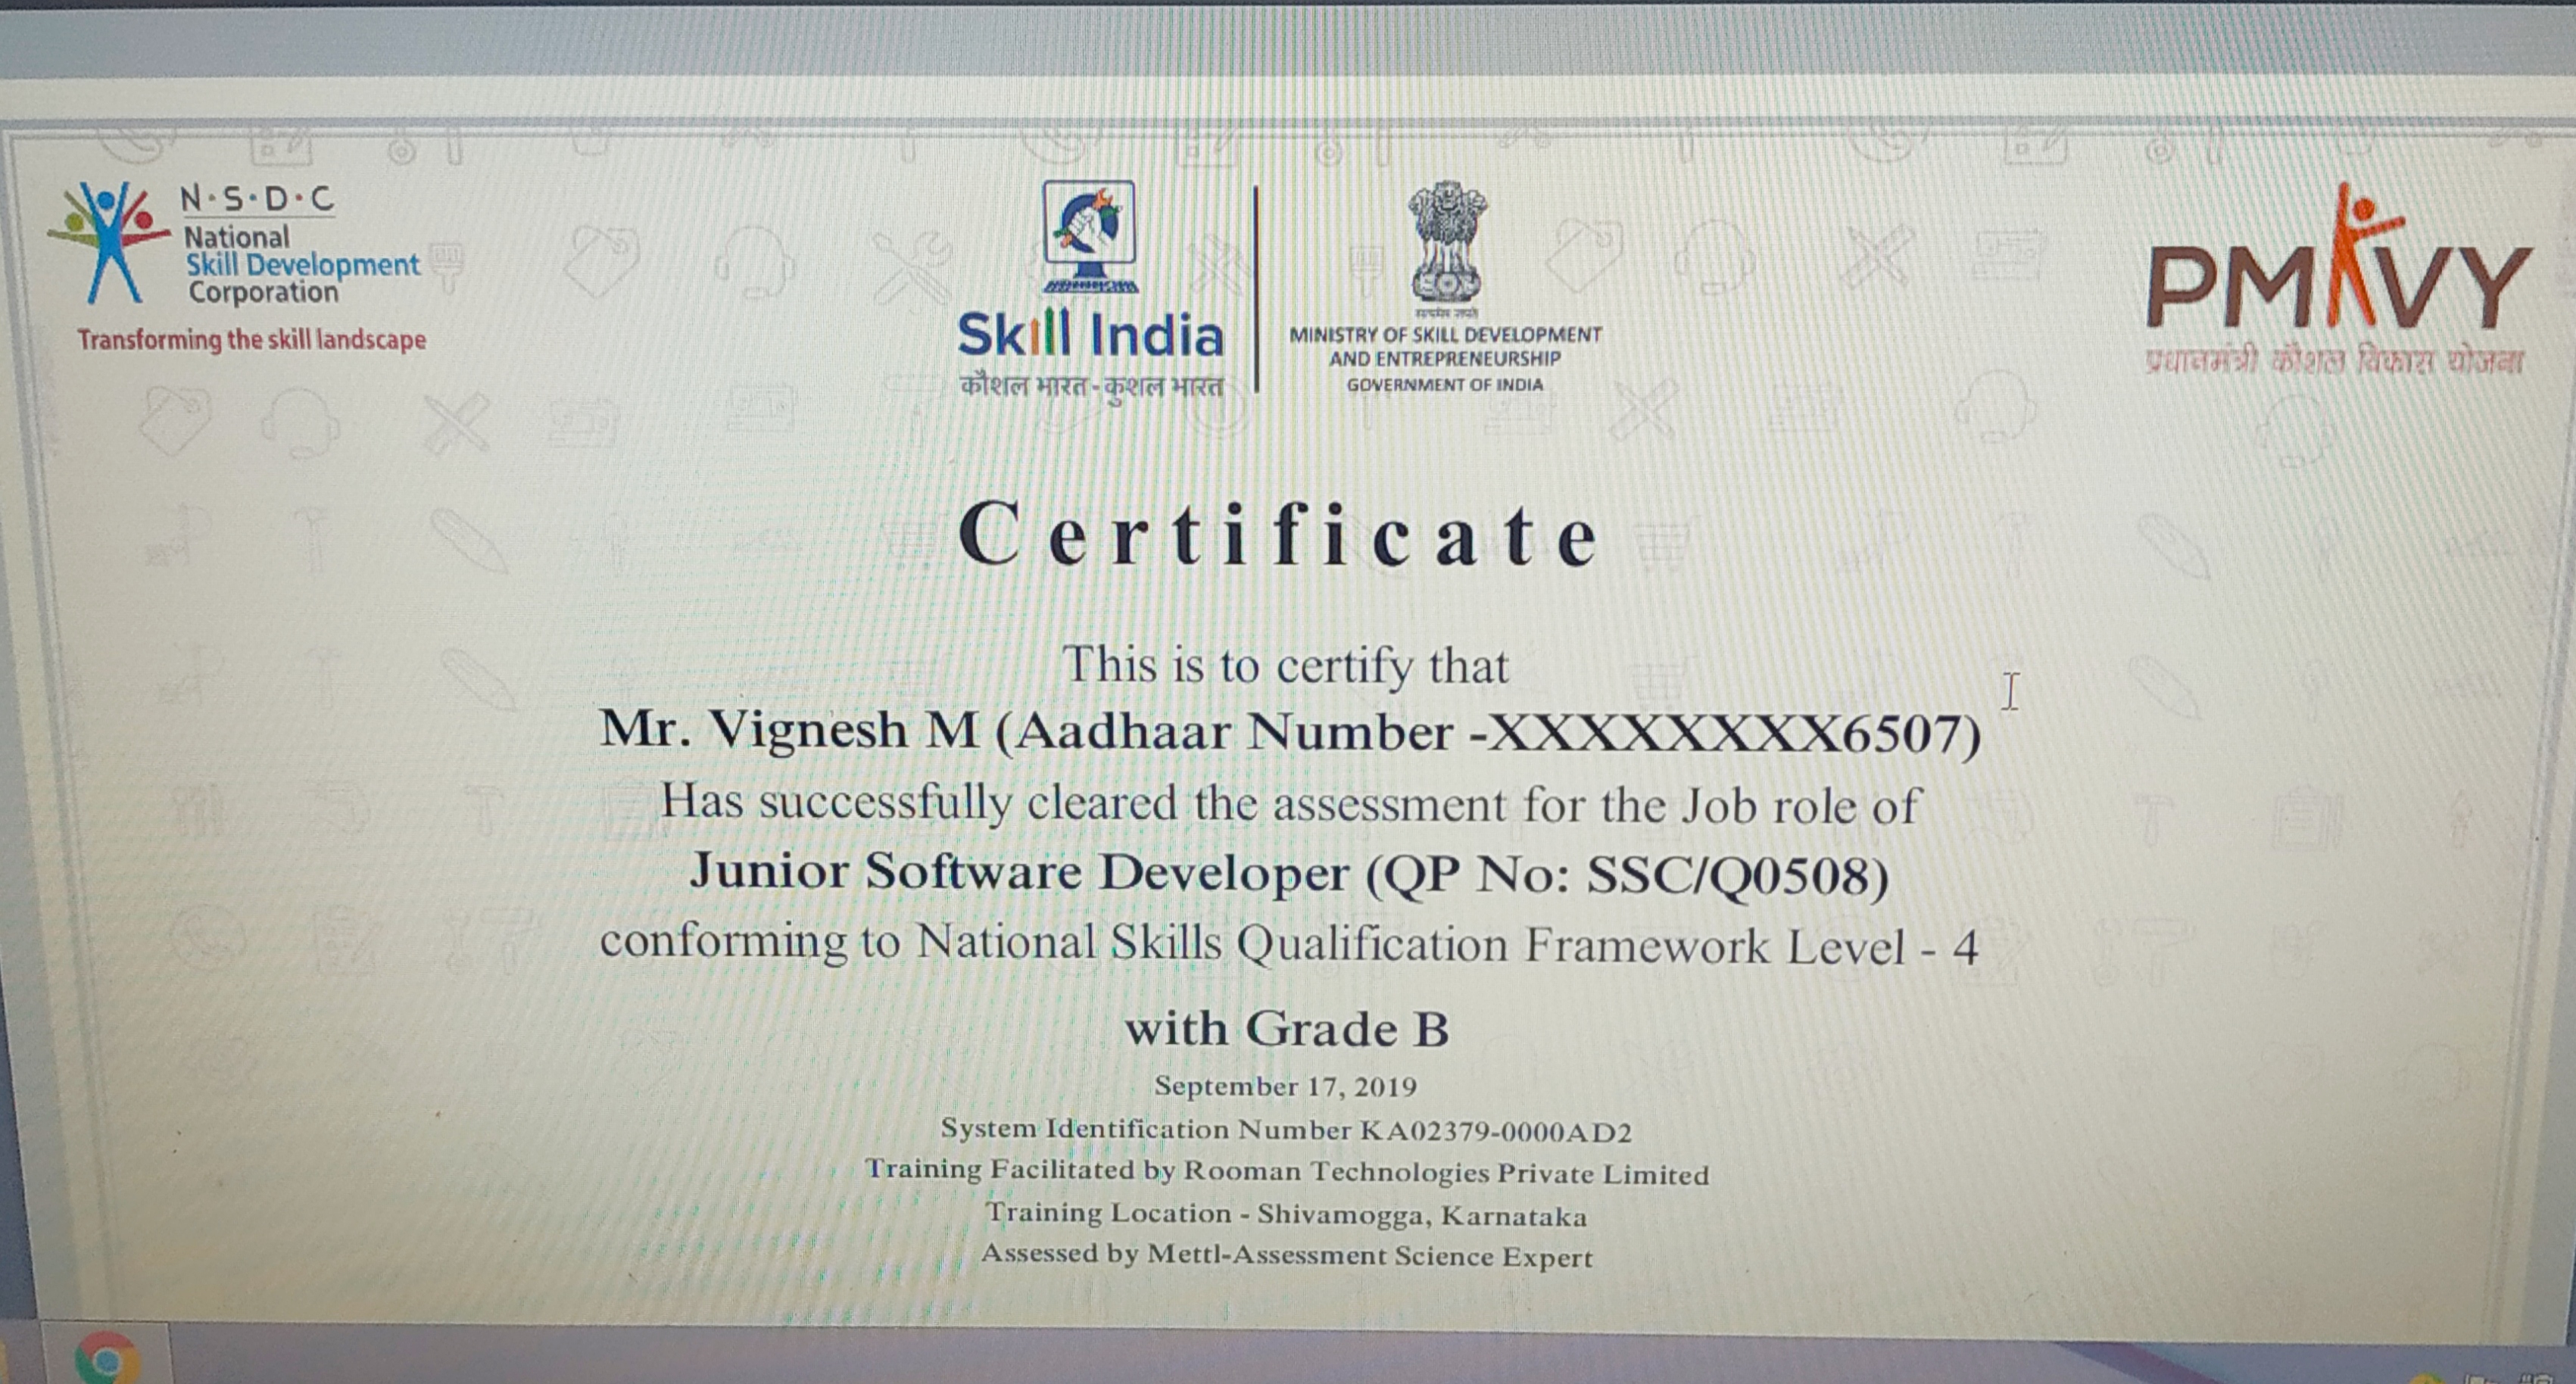 N·S·D·C
National
Skill Development
Corporation
Transforming the skill landscape
Skill India
कौशल भारत - कुशल भारत
सत्यमेव जयते
MINISTRY OF SKILL DEVELOPMENT
AND ENTREPRENEURSHIP
GOVERNMENT OF INDIA
PMKVY
प्रधानमंत्री कौशल विकास योजना
Certificate
This is to certify that
Mr. Vignesh M (Aadhaar Number -XXXXXXXX6507)
Has successfully cleared the assessment for the Job role of
Junior Software Developer (QP No: SSC/Q0508)
conforming to National Skills Qualification Framework Level - 4
with Grade B
September 17, 2019
System Identification Number KA02379-0000AD2
Training Facilitated by Rooman Technologies Private Limited
Training Location - Shivamogga, Karnataka
Assessed by Mettl-Assessment Science Expert